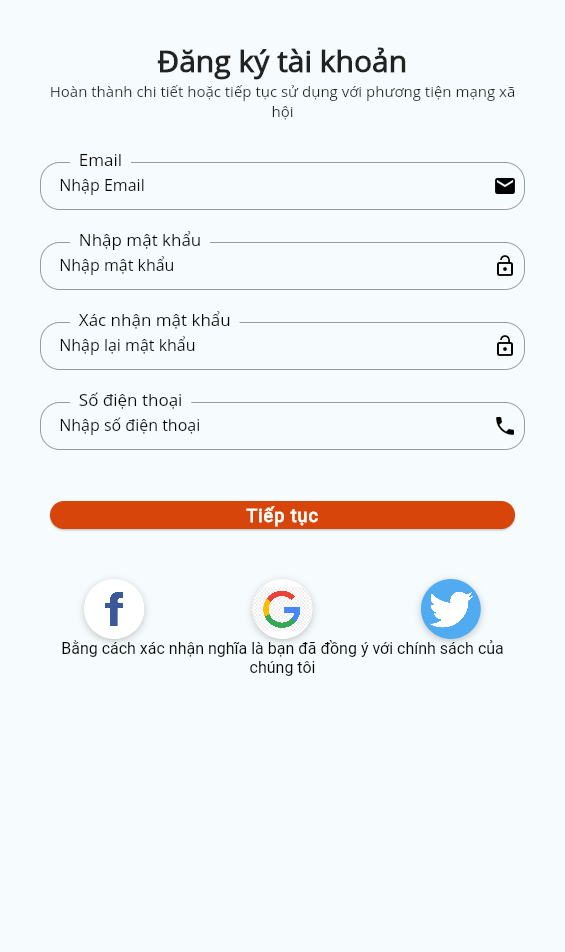 Đăng ký tài khoản
Hoàn thành chi tiết hoặc tiếp tục sử dụng với phương tiện mạng xã
hội
Email
Nhập Email
Nhập mật khẩu
Nhập mật khẩu
Xác nhận mật khẩu
Nhập lại mật khẩu
Số điện thoại
Nhập số điện thoại
Tiếp tục
Bằng cách xác nhận nghĩa là bạn đã đồng ý với chính sách của
chúng tôi